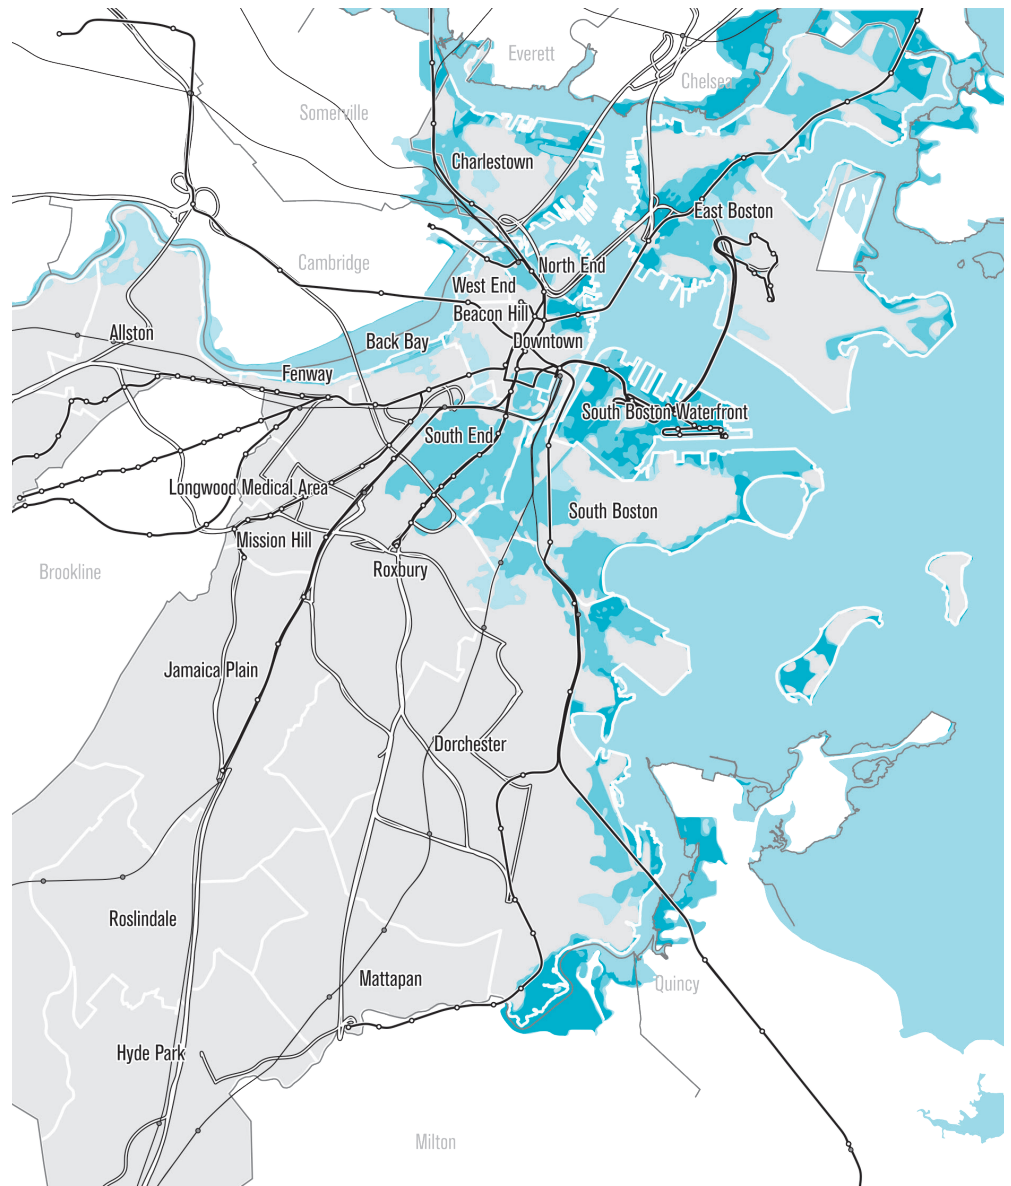 Everett
Chelsea
Somerville
Charlestown
East Boston
Cambridge
North End
West End
Beacon Hill
Allston
Back Bay
Downtown
Fenway
South Boston Waterfront
South End
Longwood Medical Area
South Boston
Mission Hill
Brookline
Roxbury
Jamaica Plain
Dorchester
Roslindale
Mattapan
Quincy
Hyde Park
Milton